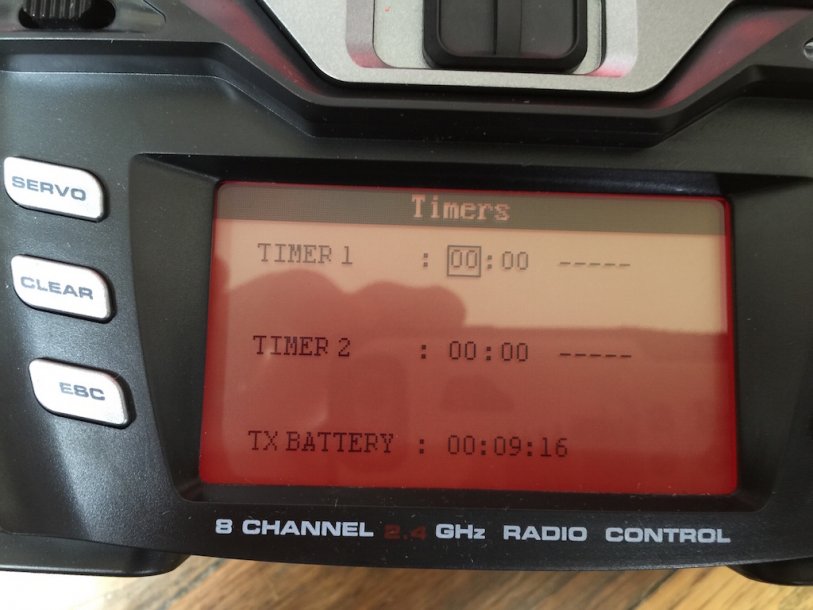 Timers
SERVO
TIMER 1 : 00:00 -----
CLEAR
TIMER 2 : 00:00 -----
ESC
TX BATTERY : 00:09:16
8 CHANNEL 2.4 GHz RADIO CONTROL